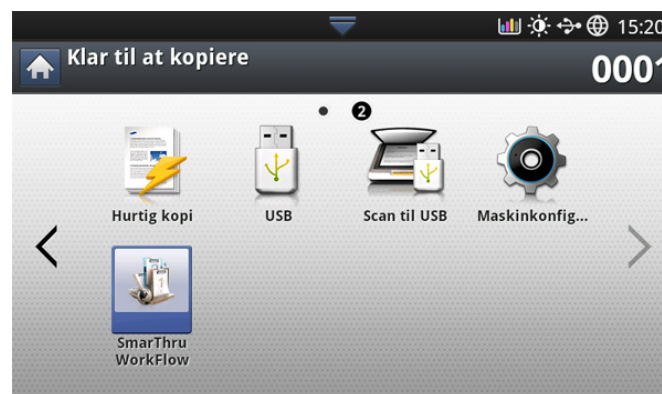 15:20
Klar til at kopiere
0001
2
Hurtig kopi
USB
Scan til USB
Maskinkonfig...
SmarThru
WorkFlow